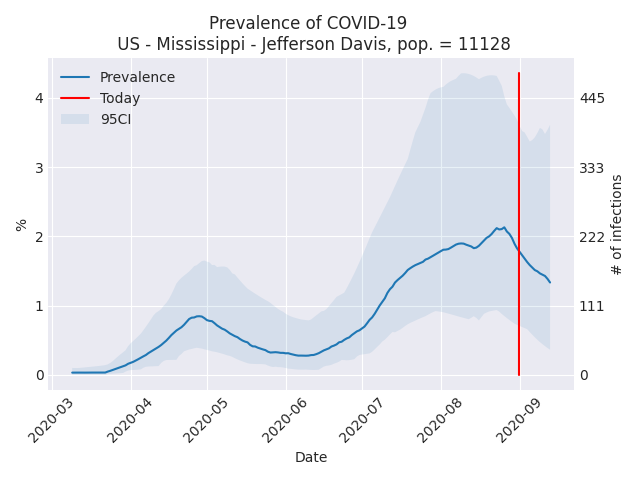 Prevalence of COVID-19
US - Mississippi - Jefferson Davis, pop. = 11128
Prevalence
Today
95CI
4
3
2
1
0
%
445
333
222
111
0
# of infections
2020-03
2020-04
2020-05
2020-06
2020-07
2020-08
2020-09
Date